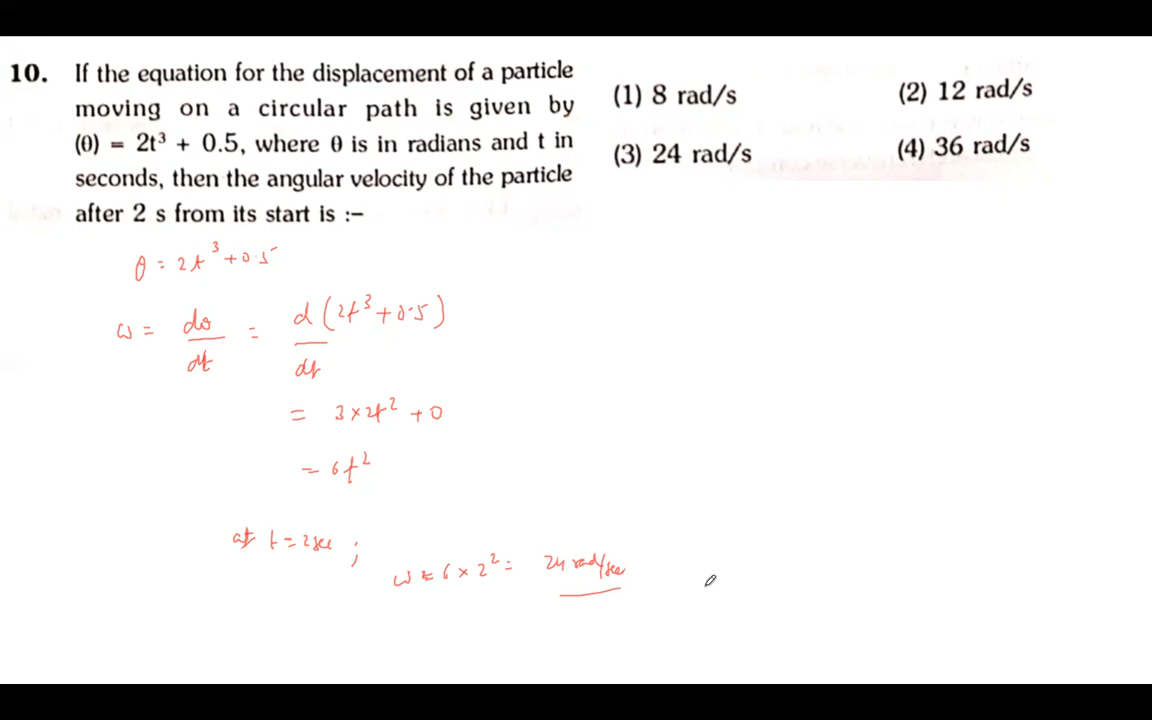 10. If the equation for the displacement of a particle
moving on a circular path is given by
(θ) = 2t³ + 0.5, where θ is in radians and t in
seconds, then the angular velocity of the particle
after 2 s from its start is :–
(1) 8 rad/s (2) 12 rad/s
(3) 24 rad/s (4) 36 rad/s
θ = 2t³ + 0.5
ω = dθ/dt = d(2t³ + 0.5)/dt
= 3 × 2t² + 0
= 6t²
at t = 2 sec ;
ω = 6 × 2² = 24 rad/sec